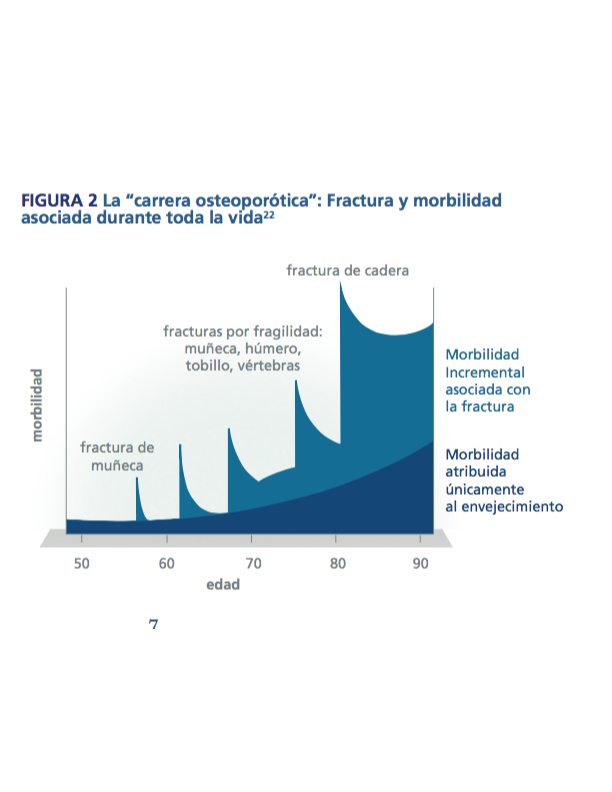 FIGURA 2 La “carrera osteoporótica”: Fractura y morbilidad
asociada durante toda la vida²²
fractura de cadera
fracturas por fragilidad:
muñeca, húmero,
tobillo, vértebras
fractura de
muñeca
morbilidad
Morbilidad
Incremental
asociada con
la fractura
Morbilidad
atribuida
únicamente
al envejecimiento
50 60 70 80 90
edad
7